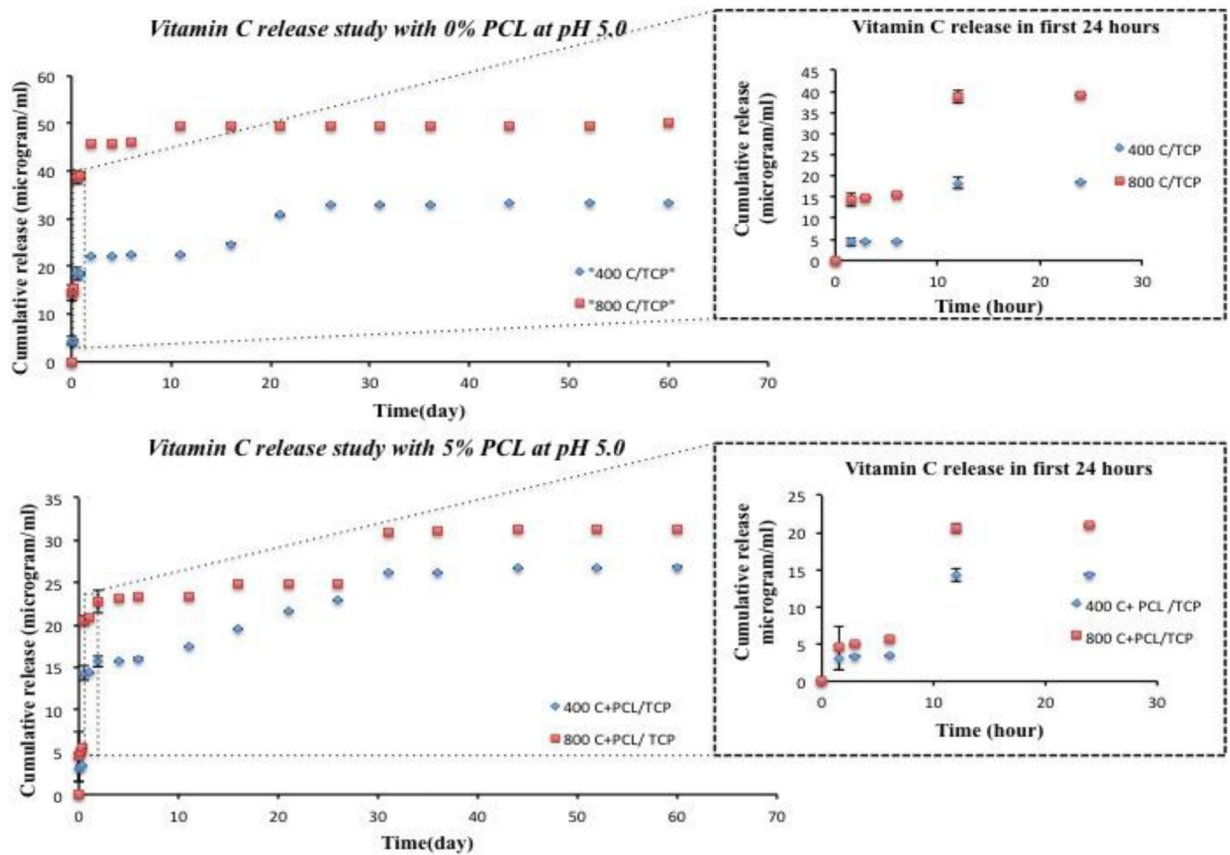 Vitamin C release study with 0% PCL at pH 5.0
Cumulative release (microgram/ml)
60
50
40
30
20
10
0
0 10 20 30 40 50 60 70
Time(day)
"400 C/TCP"
"800 C/TCP"
Vitamin C release in first 24 hours
Cumulative release
(microgram/ml)
45
40
35
30
25
20
15
10
5
0
0 10 20 30
Time (hour)
400 C/TCP
800 C/TCP
Vitamin C release study with 5% PCL at pH 5.0
Cumulative release (microgram/ml)
35
30
25
20
15
10
5
0
0 10 20 30 40 50 60 70
Time(day)
400 C+PCL/TCP
800 C+PCL/ TCP
Vitamin C release in first 24 hours
Cumulative release
microgram/ml)
25
20
15
10
5
0
0 10 20 30
Time (hour)
400 C+ PCL /TCP
800 C+PCL/TCP